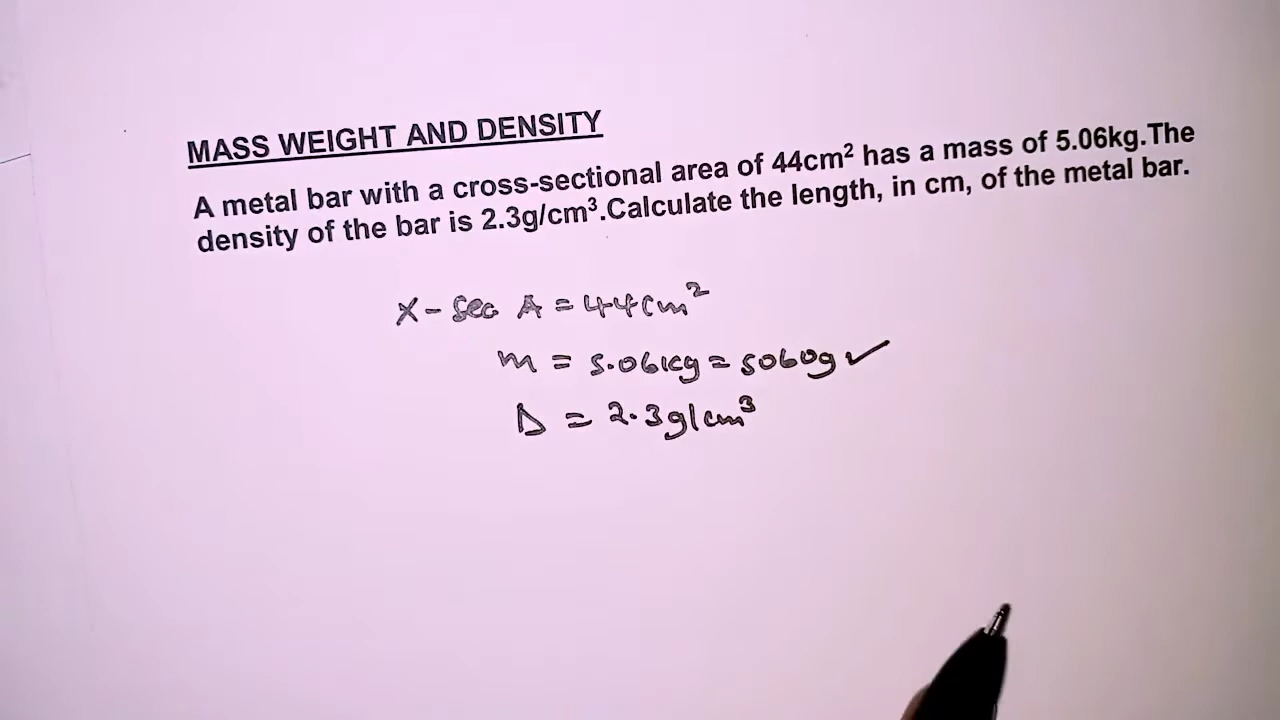 MASS WEIGHT AND DENSITY
A metal bar with a cross-sectional area of 44cm² has a mass of 5.06kg.The
density of the bar is 2.3g/cm³.Calculate the length, in cm, of the metal bar.
X-Sec A = 44cm²
m = 5.06kg = 5060g ✓
D = 2.3g/cm³